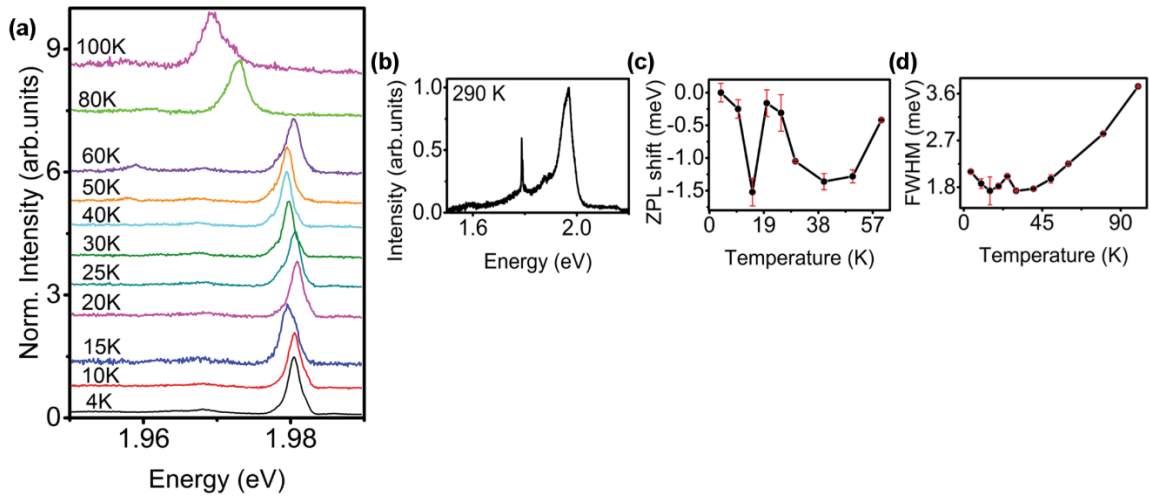 (a)
Norm. Intensity (arb.units)
9
6
3
0
100K
80K
60K
50K
40K
30K
25K
20K
15K
10K
4K
1.96
1.98
Energy (eV)
(b)
Intensity (arb.units)
1.0
0.5
0.0
290 K
1.6
2.0
Energy (eV)
(c)
ZPL shift (meV)
0.0
-0.5
-1.0
-1.5
0
19
38
57
Temperature (K)
(d)
FWHM (meV)
3.6
2.7
1.8
0
45
90
Temperature (K)